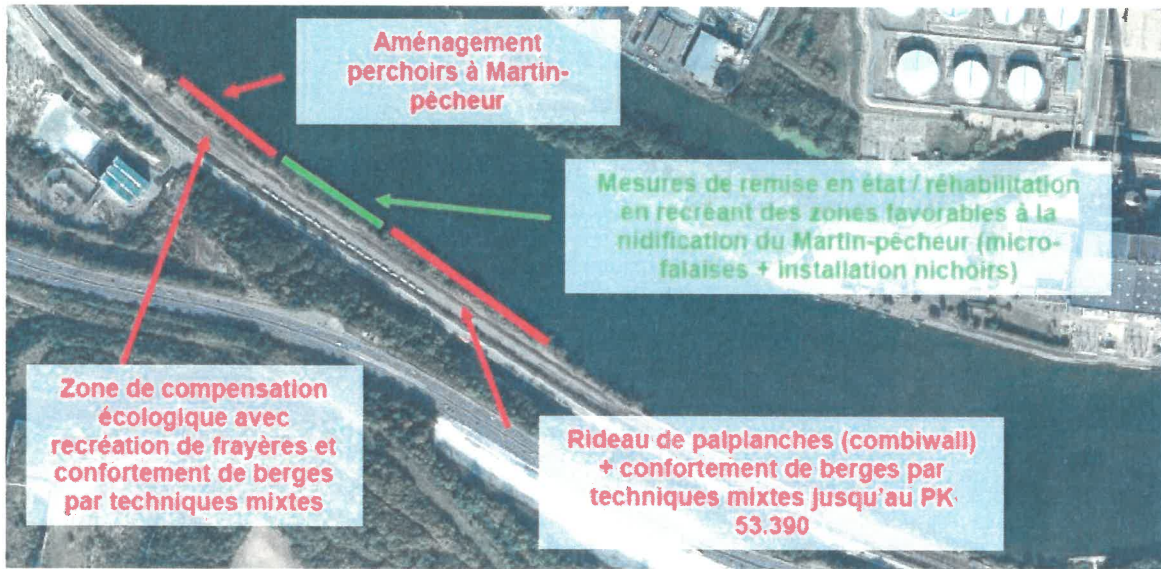 Aménagement
perchoirs à Martin-
pêcheur
Mesures de remise en état / réhabilitation
en recréant des zones favorables à la
nidification du Martin-pêcheur (micro-
falaises + installation nichoirs)
Zone de compensation
écologique avec
recréation de frayères et
confortement de berges
par techniques mixtes
Rideau de palplanches (combiwall)
+ confortement de berges par
techniques mixtes jusqu'au PK
53.390